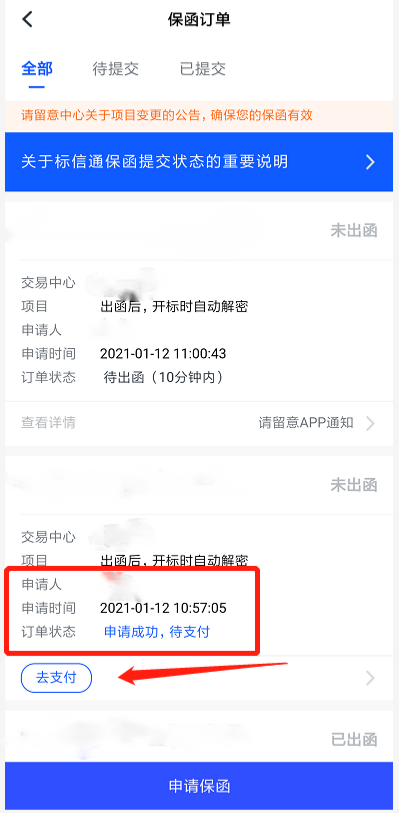 保函订单
全部 待提交 已提交
请留意中心关于项目变更的公告，确保您的保函有效
关于标信通保函提交状态的重要说明
未出函
交易中心
项目 出函后，开标时自动解密
申请人
申请时间 2021-01-12 11:00:43
订单状态 待出函（10分钟内）
查看详情 请留意APP通知
未出函
交易中心
项目 出函后，开标时自动解密
申请人
申请时间 2021-01-12 10:57:05
订单状态 申请成功，待支付
去支付
已出函
申请保函